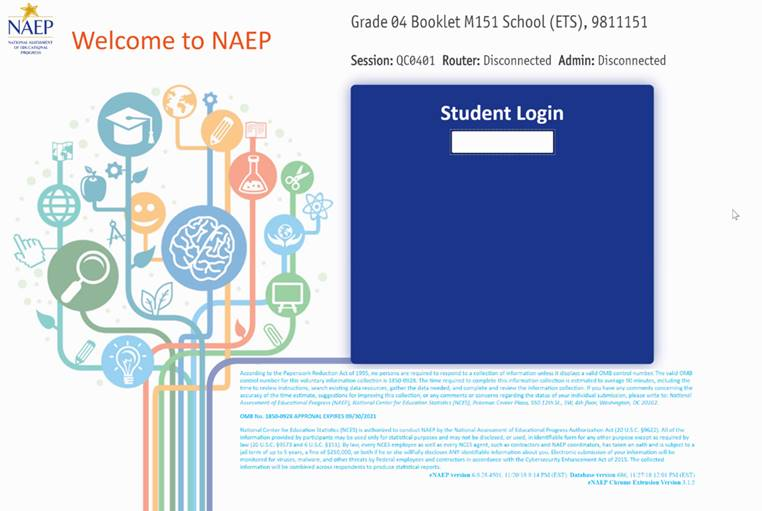 NAEP
NATIONAL ASSESSMENT
OF EDUCATIONAL
PROGRESS
Welcome to NAEP
Grade 04 Booklet M151 School (ETS), 9811151
Session: QC0401 Router: Disconnected Admin: Disconnected
Student Login
According to the Paperwork Reduction Act of 1995, no persons are required to respond to a collection of information unless it displays a valid OMB control number. The valid OMB
control number for this voluntary information collection is 1850-0928. The time required to complete this information collection is estimated to average 90 minutes, including the
time to review instructions, search existing data resources, gather the data needed, and complete and review the information collection. If you have any comments concerning the
accuracy of the time estimate, suggestions for improving this collection, or any comments or concerns regarding the status of your individual submission, please write to: National
Assessment of Educational Progress (NAEP), National Center for Education Statistics (NCES), Potomac Center Plaza, 550 12th St., SW, 4th floor, Washington, DC 20202.
OMB No. 1850-0928 APPROVAL EXPIRES 09/30/2021
National Center for Education Statistics (NCES) is authorized to conduct NAEP by the National Assessment of Educational Progress Authorization Act (20 U.S.C. §9622). All of the
information provided by participants may be used only for statistical purposes and may not be disclosed, or used, in identifiable form for any other purpose except as required by
law (20 U.S.C. §9573 and 6 U.S.C. §151). By law, every NCES employee as well as every NCES agent, such as contractors and NAEP coordinators, has taken an oath and is subject to a
jail term of up to 5 years, a fine of $250,000, or both if he or she willfully discloses ANY identifiable information about you. Electronic submission of your information will be
monitored for viruses, malware, and other threats by Federal employees and contractors in accordance with the Cybersecurity Enhancement Act of 2015. The collected
information will be combined across respondents to produce statistical reports.
eNAEP version Database version 686, 11/27/18 12:01 PM (EST)
eNAEP Chrome Extension Version 3.1.2